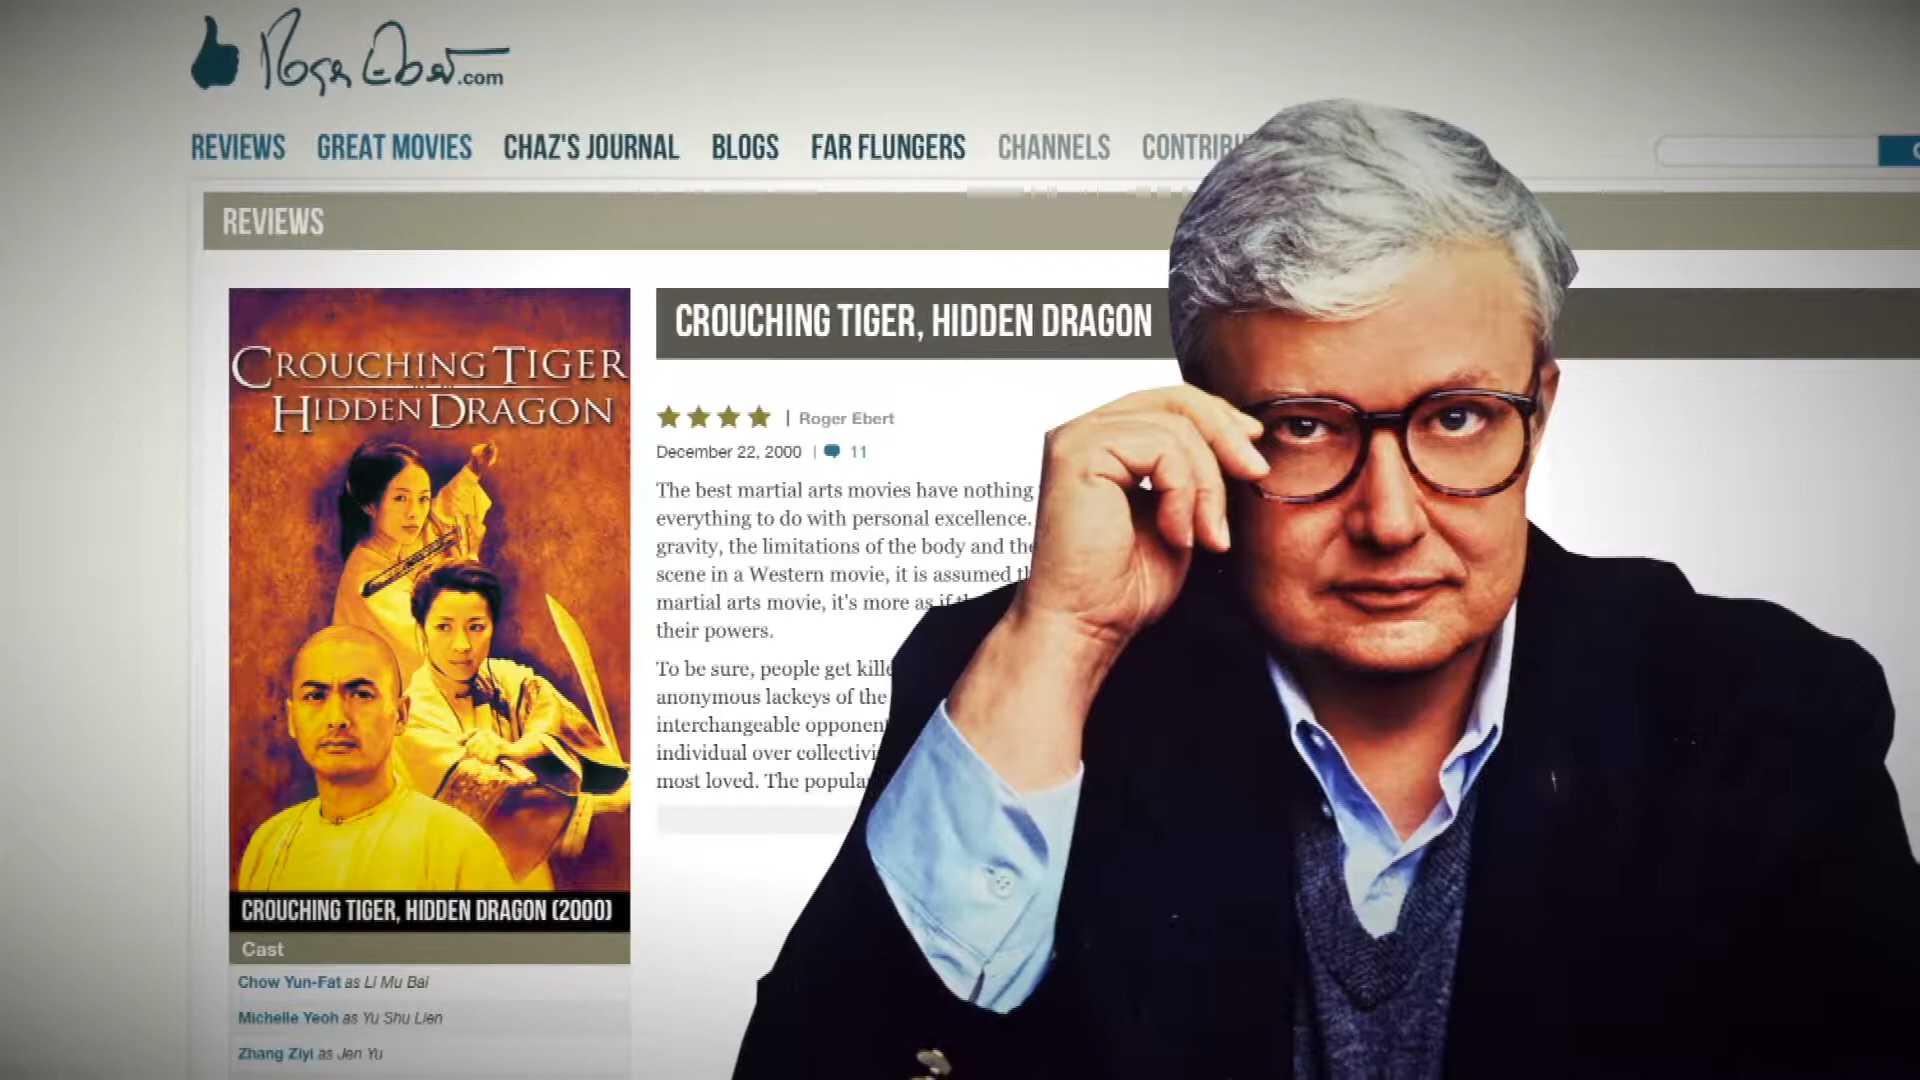 Roger Ebert.com
REVIEWS GREAT MOVIES CHAZ'S JOURNAL BLOGS FAR FLUNGERS CHANNELS
REVIEWS
CROUCHING TIGER
HIDDEN DRAGON
CROUCHING TIGER, HIDDEN DRAGON (2000)
Cast
Chow Yun-Fat as Li Mu Bai
Michelle Yeoh as Yu Shu Lien
Zhang Ziyi as Jen Yu
CROUCHING TIGER, HIDDEN DRAGON
| Roger Ebert
December 22, 2000 | 11
The best martial arts movies have nothing
everything to do with personal excellence.
gravity, the limitations of the body and the
scene in a Western movie, it is assumed
martial arts movie, it's more as if
their powers.
To be sure, people get
anonymous lackeys of the
interchangeable
individual over
most loved. The